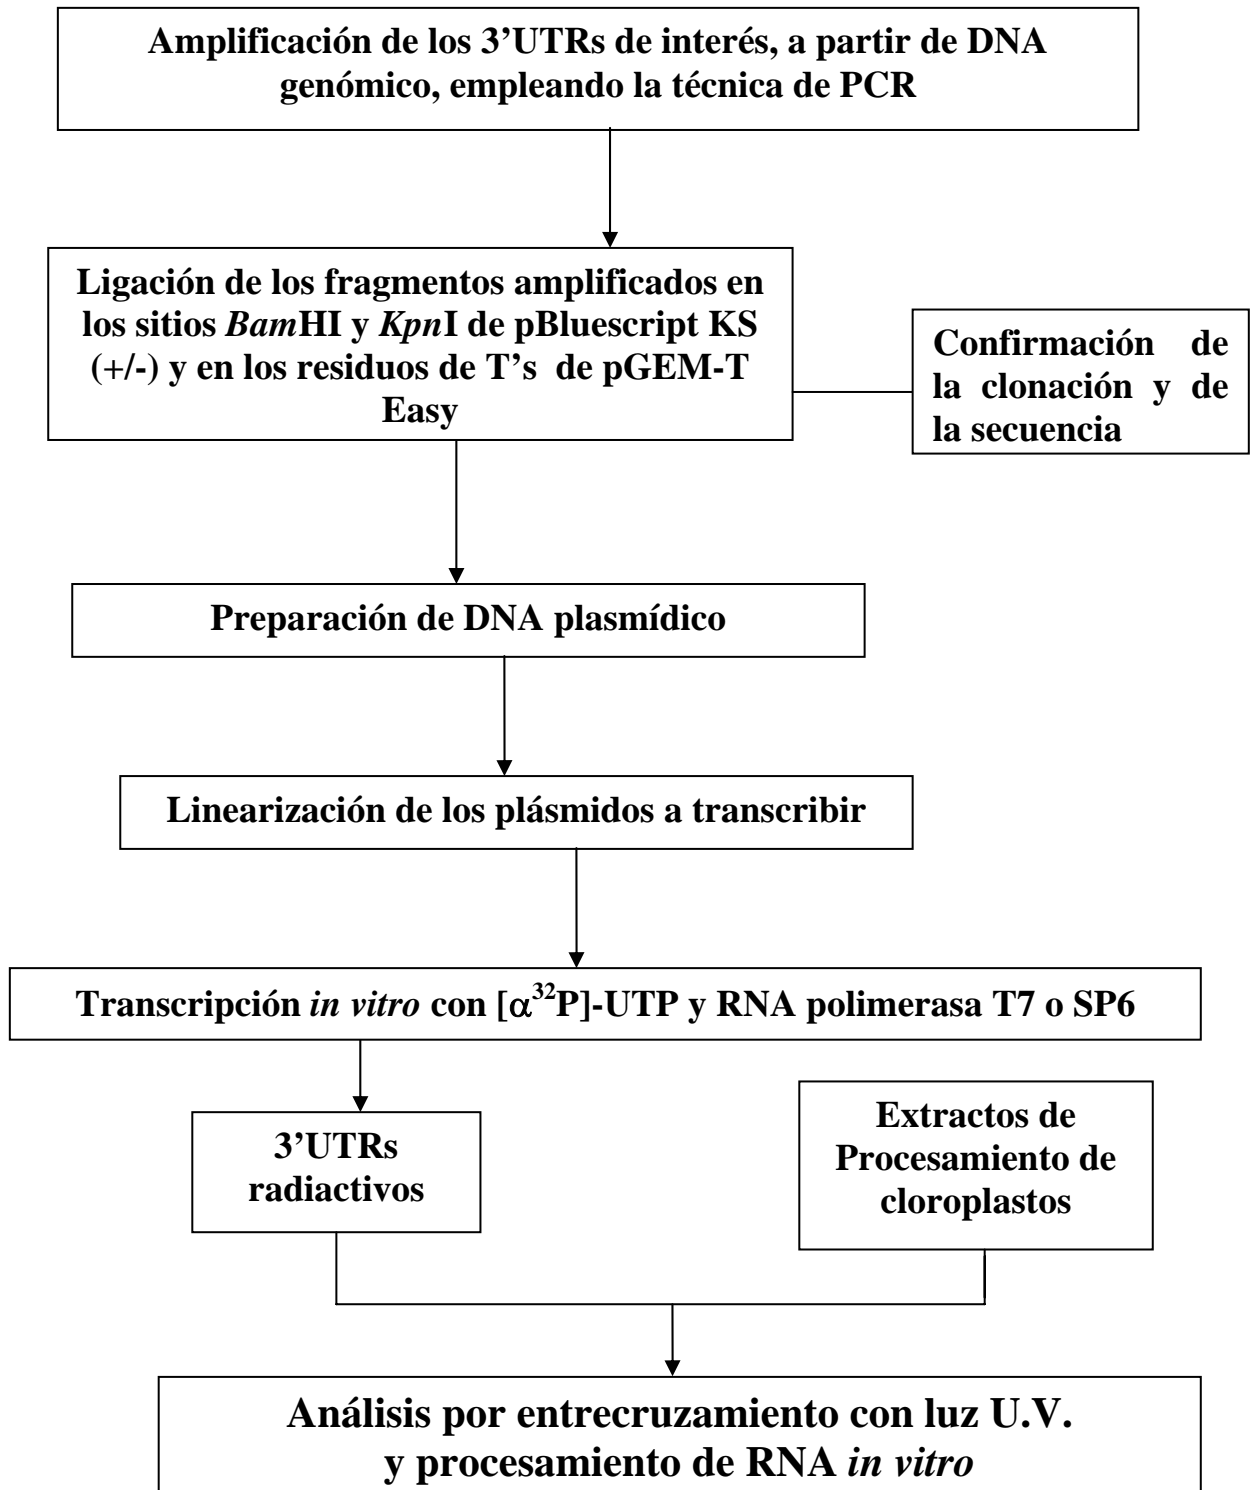 Amplificación de los 3’UTRs de interés, a partir de DNA
genómico, empleando la técnica de PCR
Ligación de los fragmentos amplificados en
los sitios BamHI y KpnI de pBluescript KS
(+/-) y en los residuos de T’s de pGEM-T
Easy
Confirmación de
la clonación y de
la secuencia
Preparación de DNA plasmídico
Linearización de los plásmidos a transcribir
Transcripción in vitro con [α³²P]-UTP y RNA polimerasa T7 o SP6
3’UTRs
radiactivos
Extractos de
Procesamiento de
cloroplastos
Análisis por entrecruzamiento con luz U.V.
y procesamiento de RNA in vitro